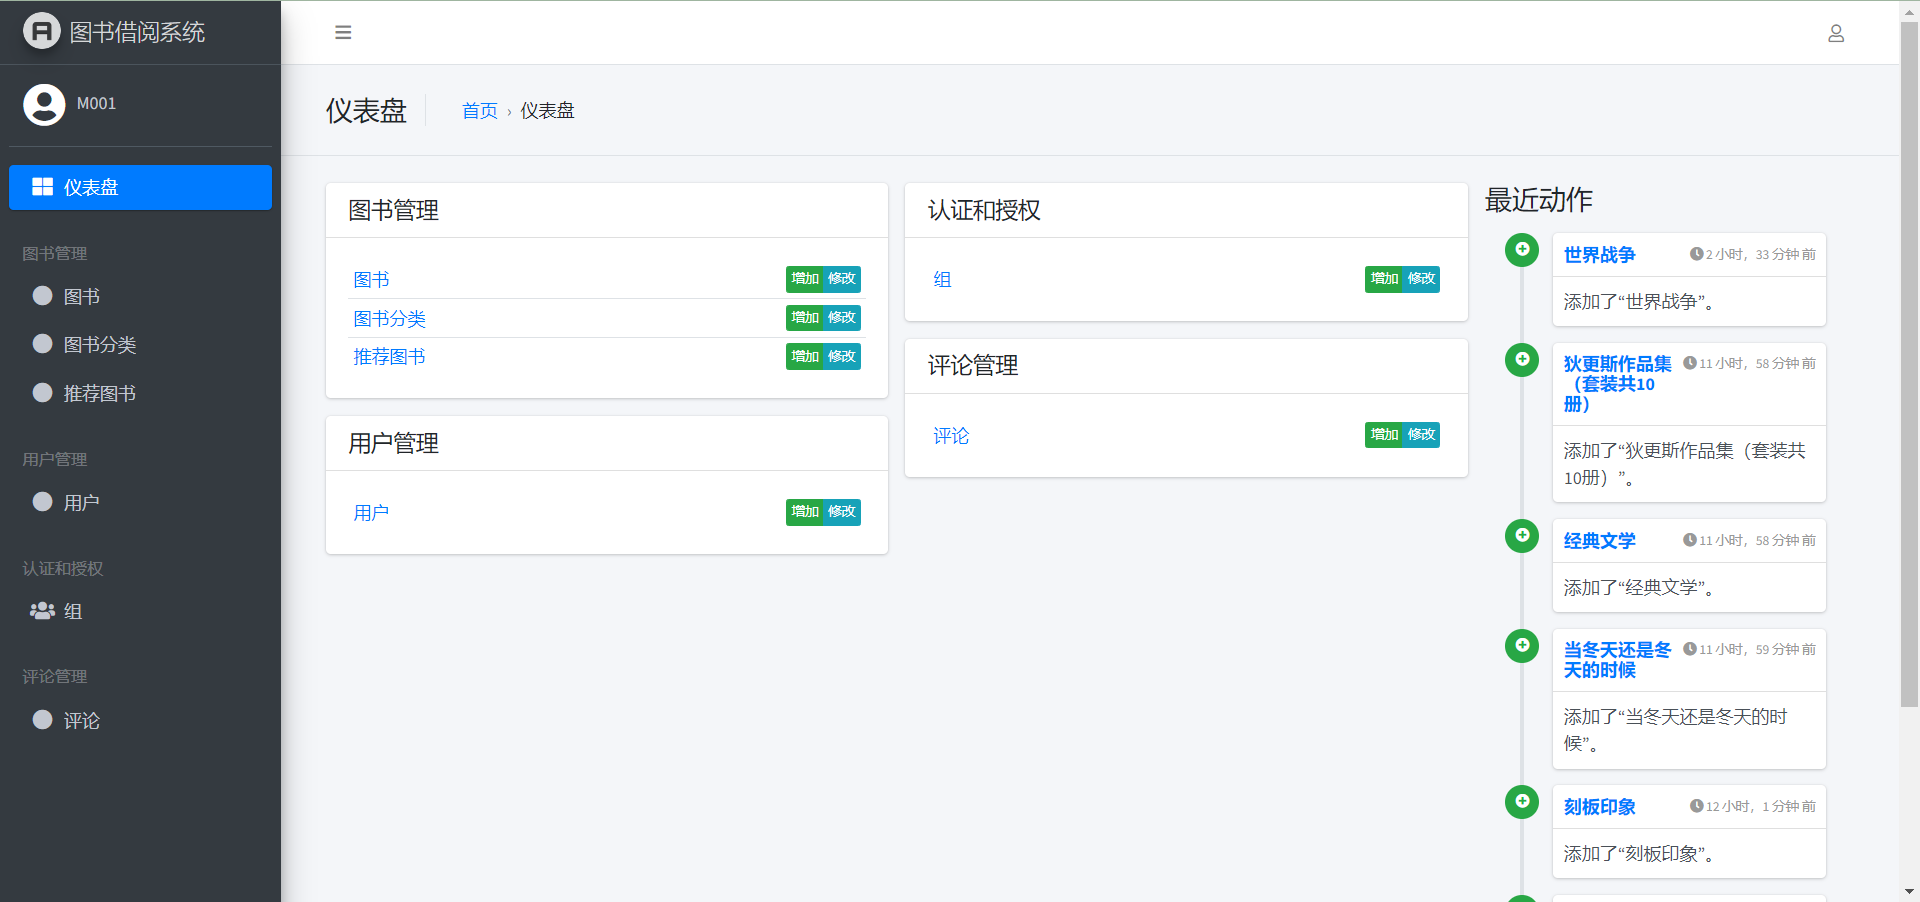 图书借阅系统
M001
仪表盘
图书管理
图书
图书分类
推荐图书
用户管理
用户
认证和授权
组
评论管理
评论
仪表盘
首页 › 仪表盘
图书管理
图书 增加 修改
图书分类 增加 修改
推荐图书 增加 修改
用户管理
用户 增加 修改
认证和授权
组 增加 修改
评论管理
评论 增加 修改
最近动作
世界战争 2 小时，33 分钟 前
添加了“世界战争”。
狄更斯作品集 11 小时，58 分钟 前
（套装共10
册）
添加了“狄更斯作品集（套装共
10册）”。
经典文学 11 小时，58 分钟 前
添加了“经典文学”。
当冬天还是冬 11 小时，59 分钟 前
天的时候
添加了“当冬天还是冬天的时
候”。
刻板印象 12 小时，1 分钟 前
添加了“刻板印象”。